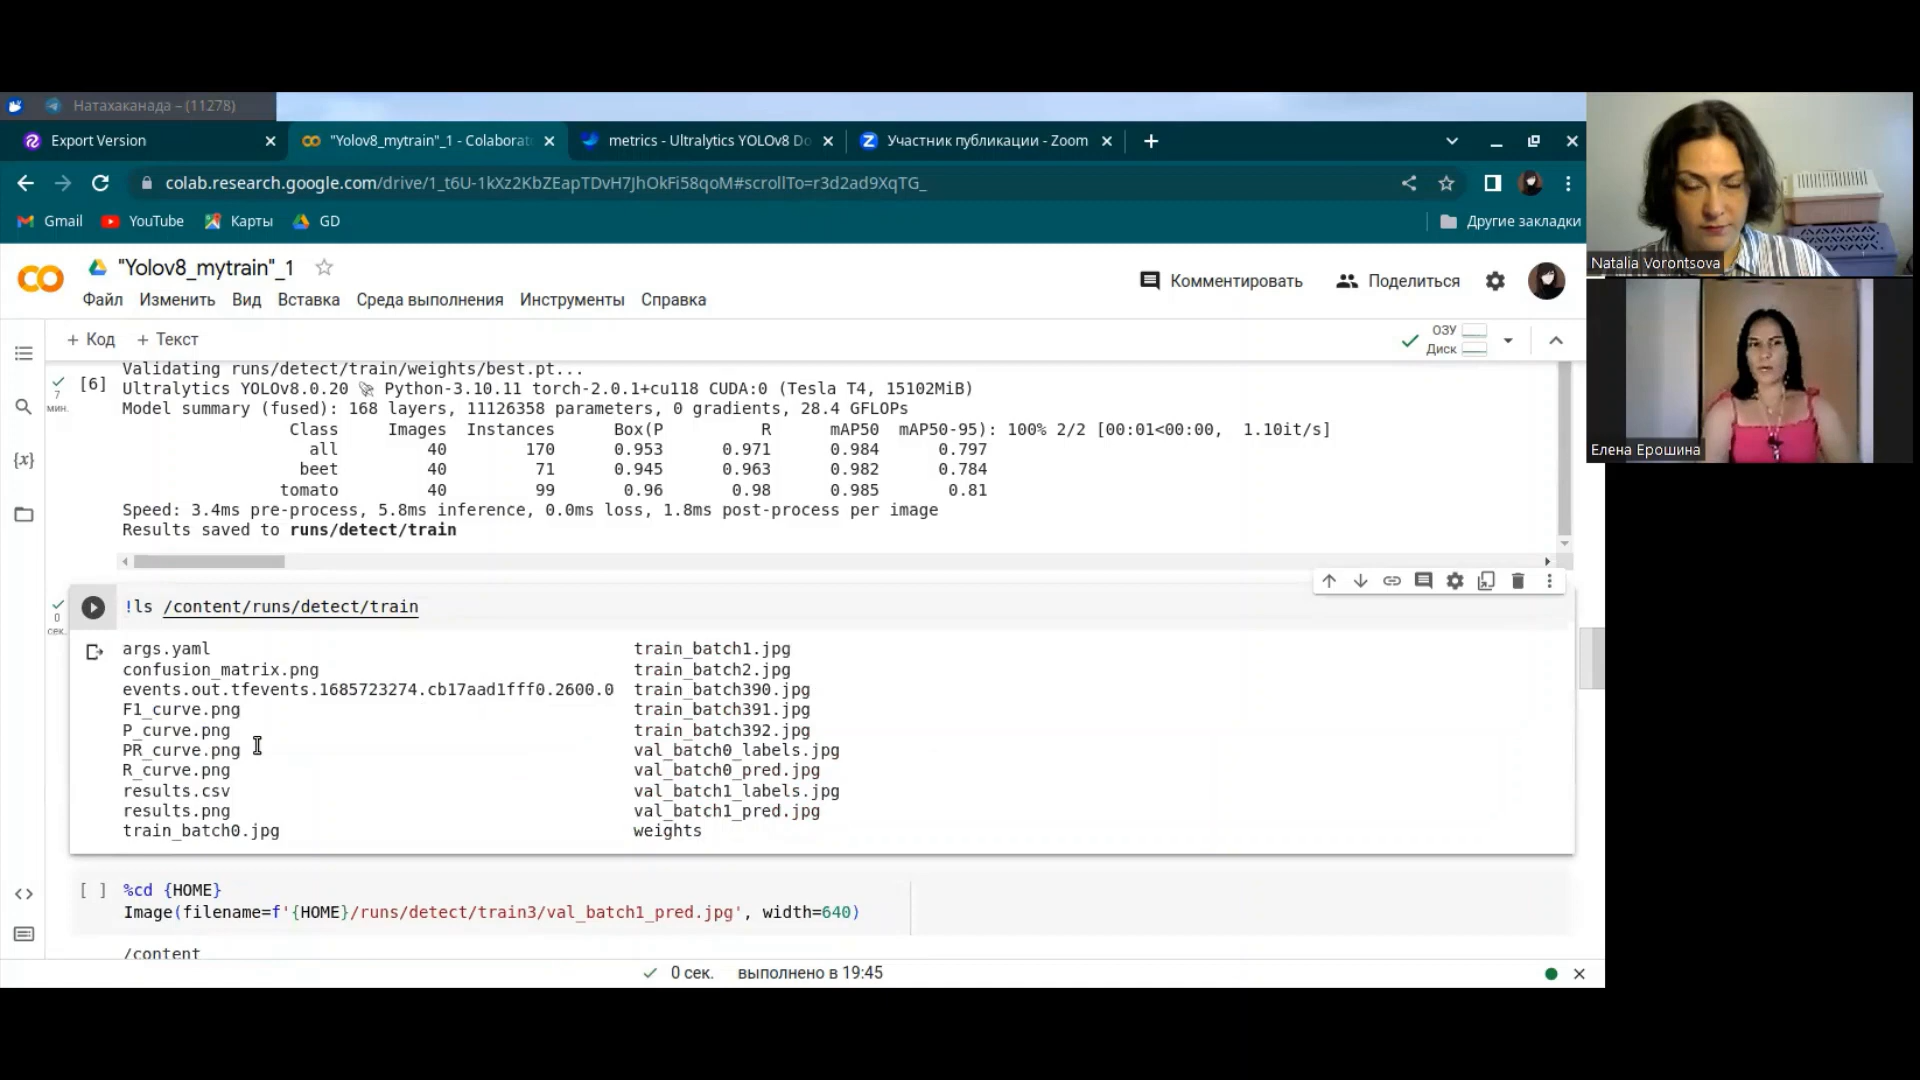 Натахаканада – (11278)
Export Version
"Yolov8_mytrain"_1 - Colaborat
metrics - Ultralytics YOLOv8 Do
Участник публикации - Zoom
colab.research.google.com/drive/1_t6U-1kXz2KbZEapTDvH7JhOkFi58qoM#scrollTo=r3d2ad9XqTG_
Gmail YouTube Карты GD Другие закладки
"Yolov8_mytrain"_1
Комментировать Поделиться
Файл Изменить Вид Вставка Среда выполнения Инструменты Справка
+ Код + Текст
ОЗУ
Диск
Validating runs/detect/train/weights/best.pt...
[6]
7
мин.
Ultralytics YOLOv8.0.20 🚀 Python-3.10.11 torch-2.0.1+cu118 CUDA:0 (Tesla T4, 15102MiB)
Model summary (fused): 168 layers, 11126358 parameters, 0 gradients, 28.4 GFLOPs
Class Images Instances Box(P R mAP50 mAP50-95): 100% 2/2 [00:01<00:00, 1.10it/s]
all 40 170 0.953 0.971 0.984 0.797
beet 40 71 0.945 0.963 0.982 0.784
tomato 40 99 0.96 0.98 0.985 0.81
Speed: 3.4ms pre-process, 5.8ms inference, 0.0ms loss, 1.8ms post-process per image
Results saved to runs/detect/train
0
сек.
!ls /content/runs/detect/train
args.yaml train_batch1.jpg
confusion_matrix.png train_batch2.jpg
events.out.tfevents.1685723274.cb17aad1fff0.2600.0 train_batch390.jpg
F1_curve.png train_batch391.jpg
P_curve.png train_batch392.jpg
PR_curve.png val_batch0_labels.jpg
R_curve.png val_batch0_pred.jpg
results.csv val_batch1_labels.jpg
results.png val_batch1_pred.jpg
train_batch0.jpg weights
[ ] %cd {HOME}
Image(filename=f'{HOME}/runs/detect/train3/val_batch1_pred.jpg', width=640)
/content
0 сек. выполнено в 19:45
Natalia Vorontsova
Елена Ерошина